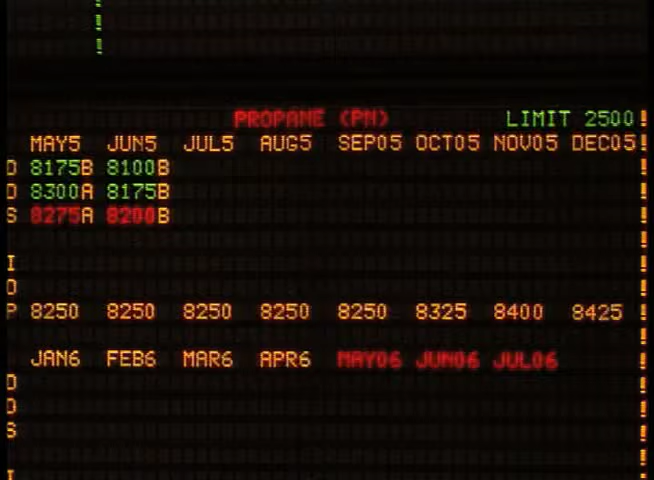 !
!
!
PROPANE (PN) LIMIT 2500!
MAY5 JUN5 JUL5 AUG5 SEP05 OCT05 NOV05 DEC05!
O 8175B 8100B !
O 8300A 8175B !
S 8275A 8200B !
!
I !
O !
P 8250 8250 8250 8250 8250 8325 8400 8425 !
!
JAN6 FEB6 MAR6 APR6 MAY06 JUN06 JUL06 !
O !
O !
S !
!
I !